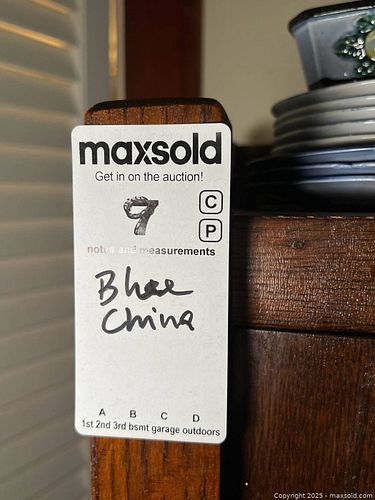 maxsold
Get in on the auction!
9
C
P
notes and measurements
Blue
China
A B C D
1st 2nd 3rd bsmt garage outdoors
Copyright 2025 - maxsold.com